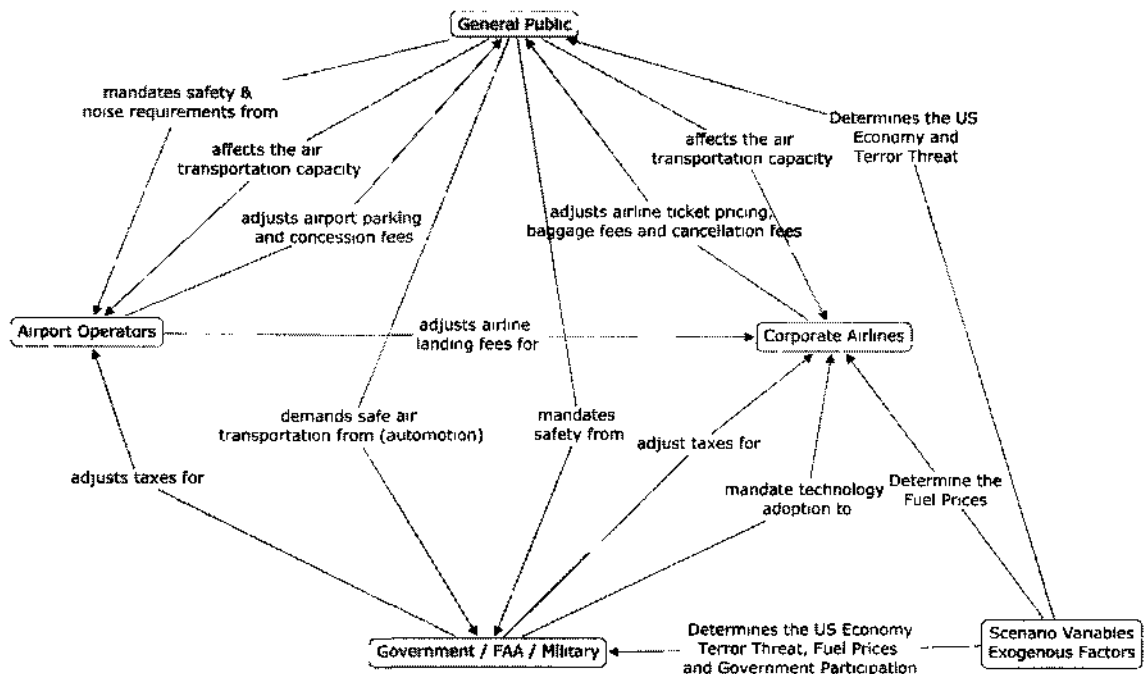 General Public
mandates safety &
noise requirements from
Determines the US
Economy and
Terror Threat
affects the air
transportation capacity
affects the air
transportation capacity
adjusts airport parking
and concession fees
adjusts airline ticket pricing,
baggage fees and cancellation fees
Airport Operators
adjusts airline
landing fees for
Corporate Airlines
demands safe air
transportation from (automotion)
mandates
safety from
adjust taxes for
adjusts taxes for
mandate technology
adoption to
Determine the
Fuel Prices
Government / FAA / Military
Determines the US Economy
Terror Threat, Fuel Prices
and Government Participation
Scenario Variables
Exogenous Factors